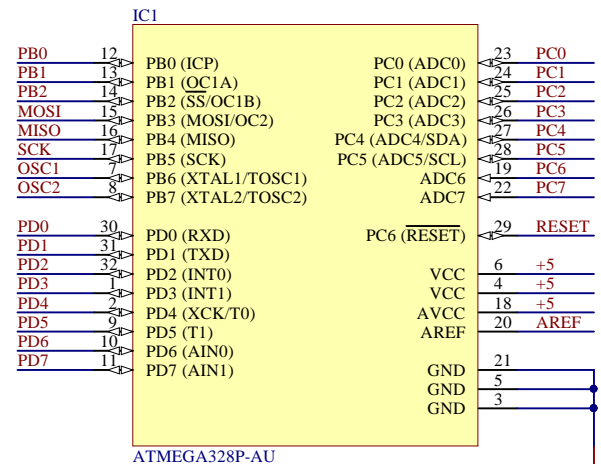 IC1
PB0 12 PB0 (ICP) PC0 (ADC0) 23 PC0
PB1 13 PB1 (OC1A) PC1 (ADC1) 24 PC1
PB2 14 PB2 (SS/OC1B) PC2 (ADC2) 25 PC2
MOSI 15 PB3 (MOSI/OC2) PC3 (ADC3) 26 PC3
MISO 16 PB4 (MISO) PC4 (ADC4/SDA) 27 PC4
SCK 17 PB5 (SCK) PC5 (ADC5/SCL) 28 PC5
OSC1 7 PB6 (XTAL1/TOSC1) ADC6 19 PC6
OSC2 8 PB7 (XTAL2/TOSC2) ADC7 22 PC7
PD0 30 PD0 (RXD) PC6 (RESET) 29 RESET
PD1 31 PD1 (TXD)
PD2 32 PD2 (INT0) VCC 6 +5
PD3 1 PD3 (INT1) VCC 4 +5
PD4 2 PD4 (XCK/T0) AVCC 18 +5
PD5 9 PD5 (T1) AREF 20 AREF
PD6 10 PD6 (AIN0)
PD7 11 PD7 (AIN1) GND 21
GND 5
GND 3
ATMEGA328P-AU